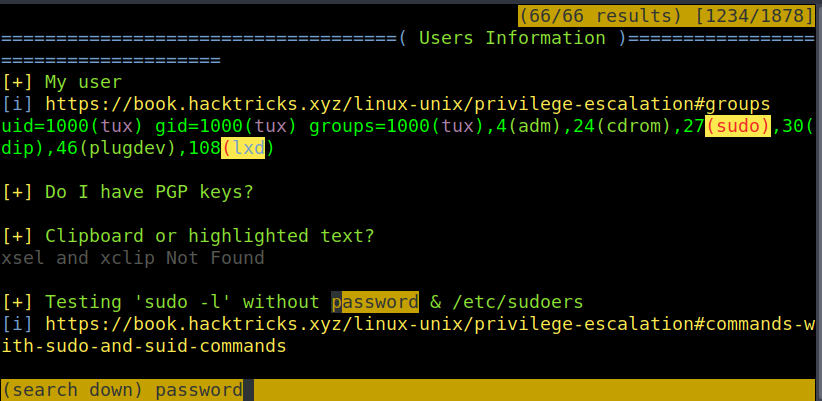 (66/66 results) [1234/1878]
====================================( Users Information )=================
====================
[+] My user
[i] https://book.hacktricks.xyz/linux-unix/privilege-escalation#groups
uid=1000(tux) gid=1000(tux) groups=1000(tux),4(adm),24(cdrom),27(sudo),30(
dip),46(plugdev),108(lxd)
[+] Do I have PGP keys?
[+] Clipboard or highlighted text?
xsel and xclip Not Found
[+] Testing 'sudo -l' without password & /etc/sudoers
[i] https://book.hacktricks.xyz/linux-unix/privilege-escalation#commands-w
ith-sudo-and-suid-commands
(search down) password